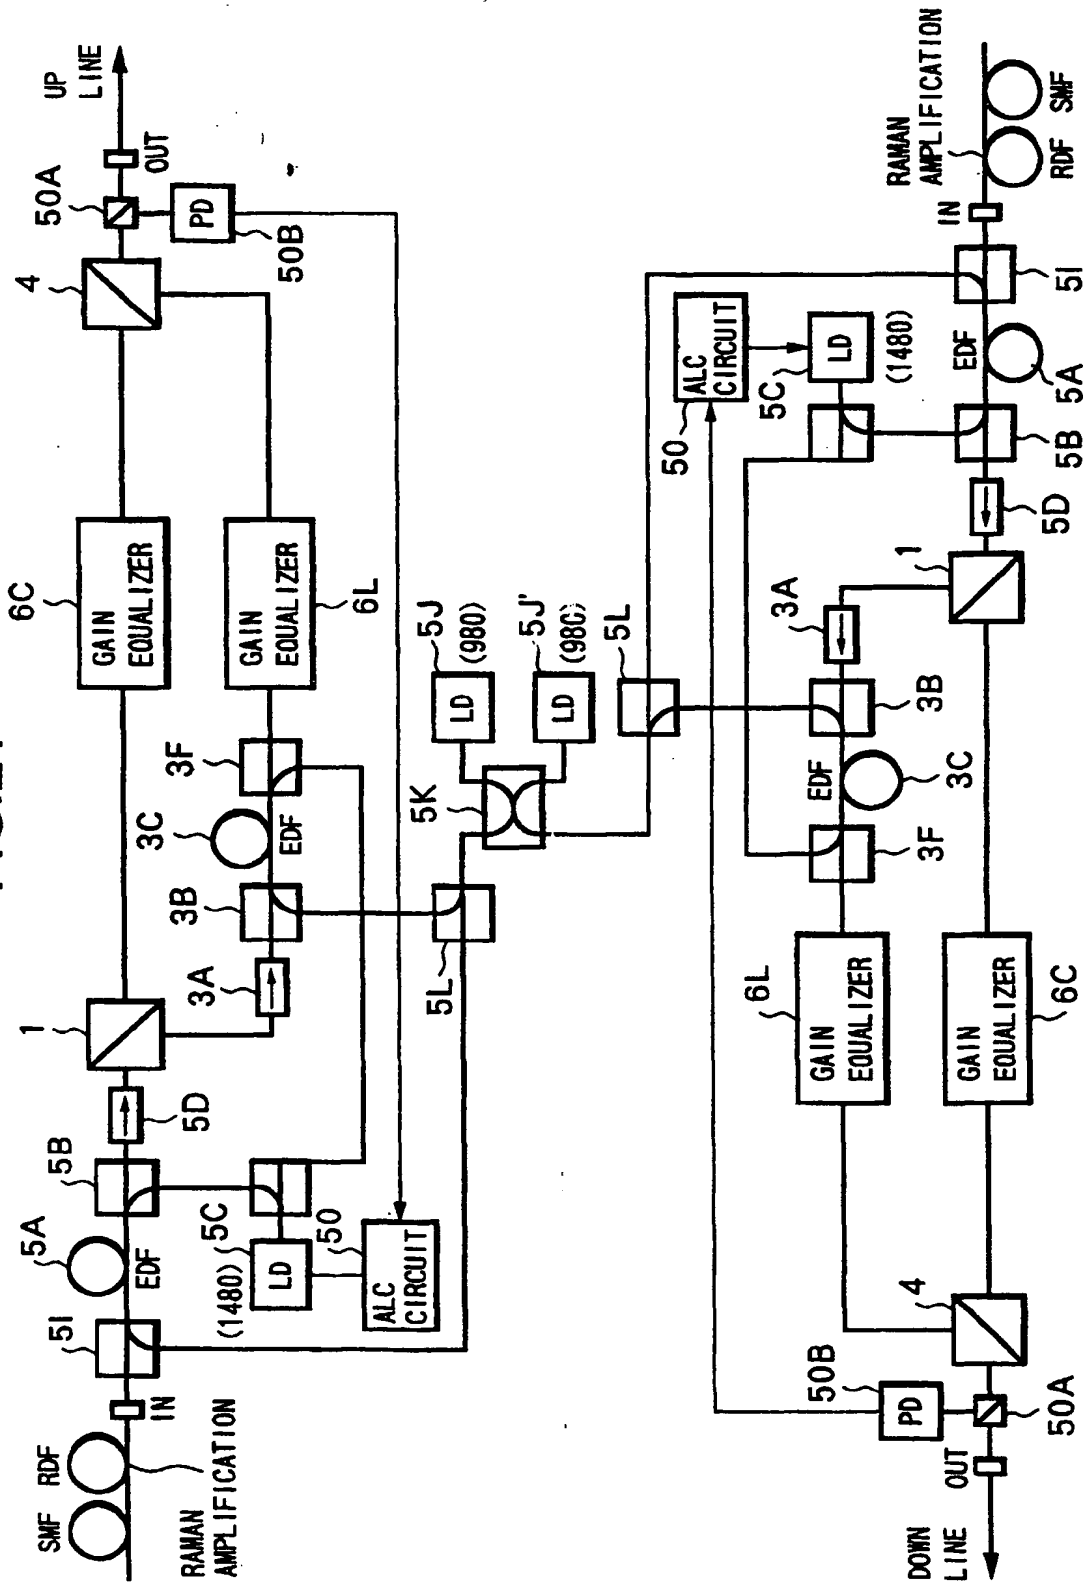 UP
LINE
50A
OUT
4
PD
50B
6C
GAIN
EQUALIZER
GAIN
EQUALIZER
6L
3F
3C
EDF
3B
3A
1
5D
5B
5A
EDF
5I
IN
RDF
SMF
RAMAN
AMPLIFICATION
5C
LD
(1480)
50
ALC
CIRCUIT
5L
5K
5J
LD
(980)
5J'
LD
5L
50
ALC
CIRCUIT
5C
LD
(1480)
RAMAN
AMPLIFICATION
IN
RDF
SMF
5I
EDF
5A
5B
5D
1
3A
3B
EDF
3C
3F
6L
GAIN
EQUALIZER
GAIN
EQUALIZER
6C
4
50B
PD
50A
OUT
DOWN
LINE